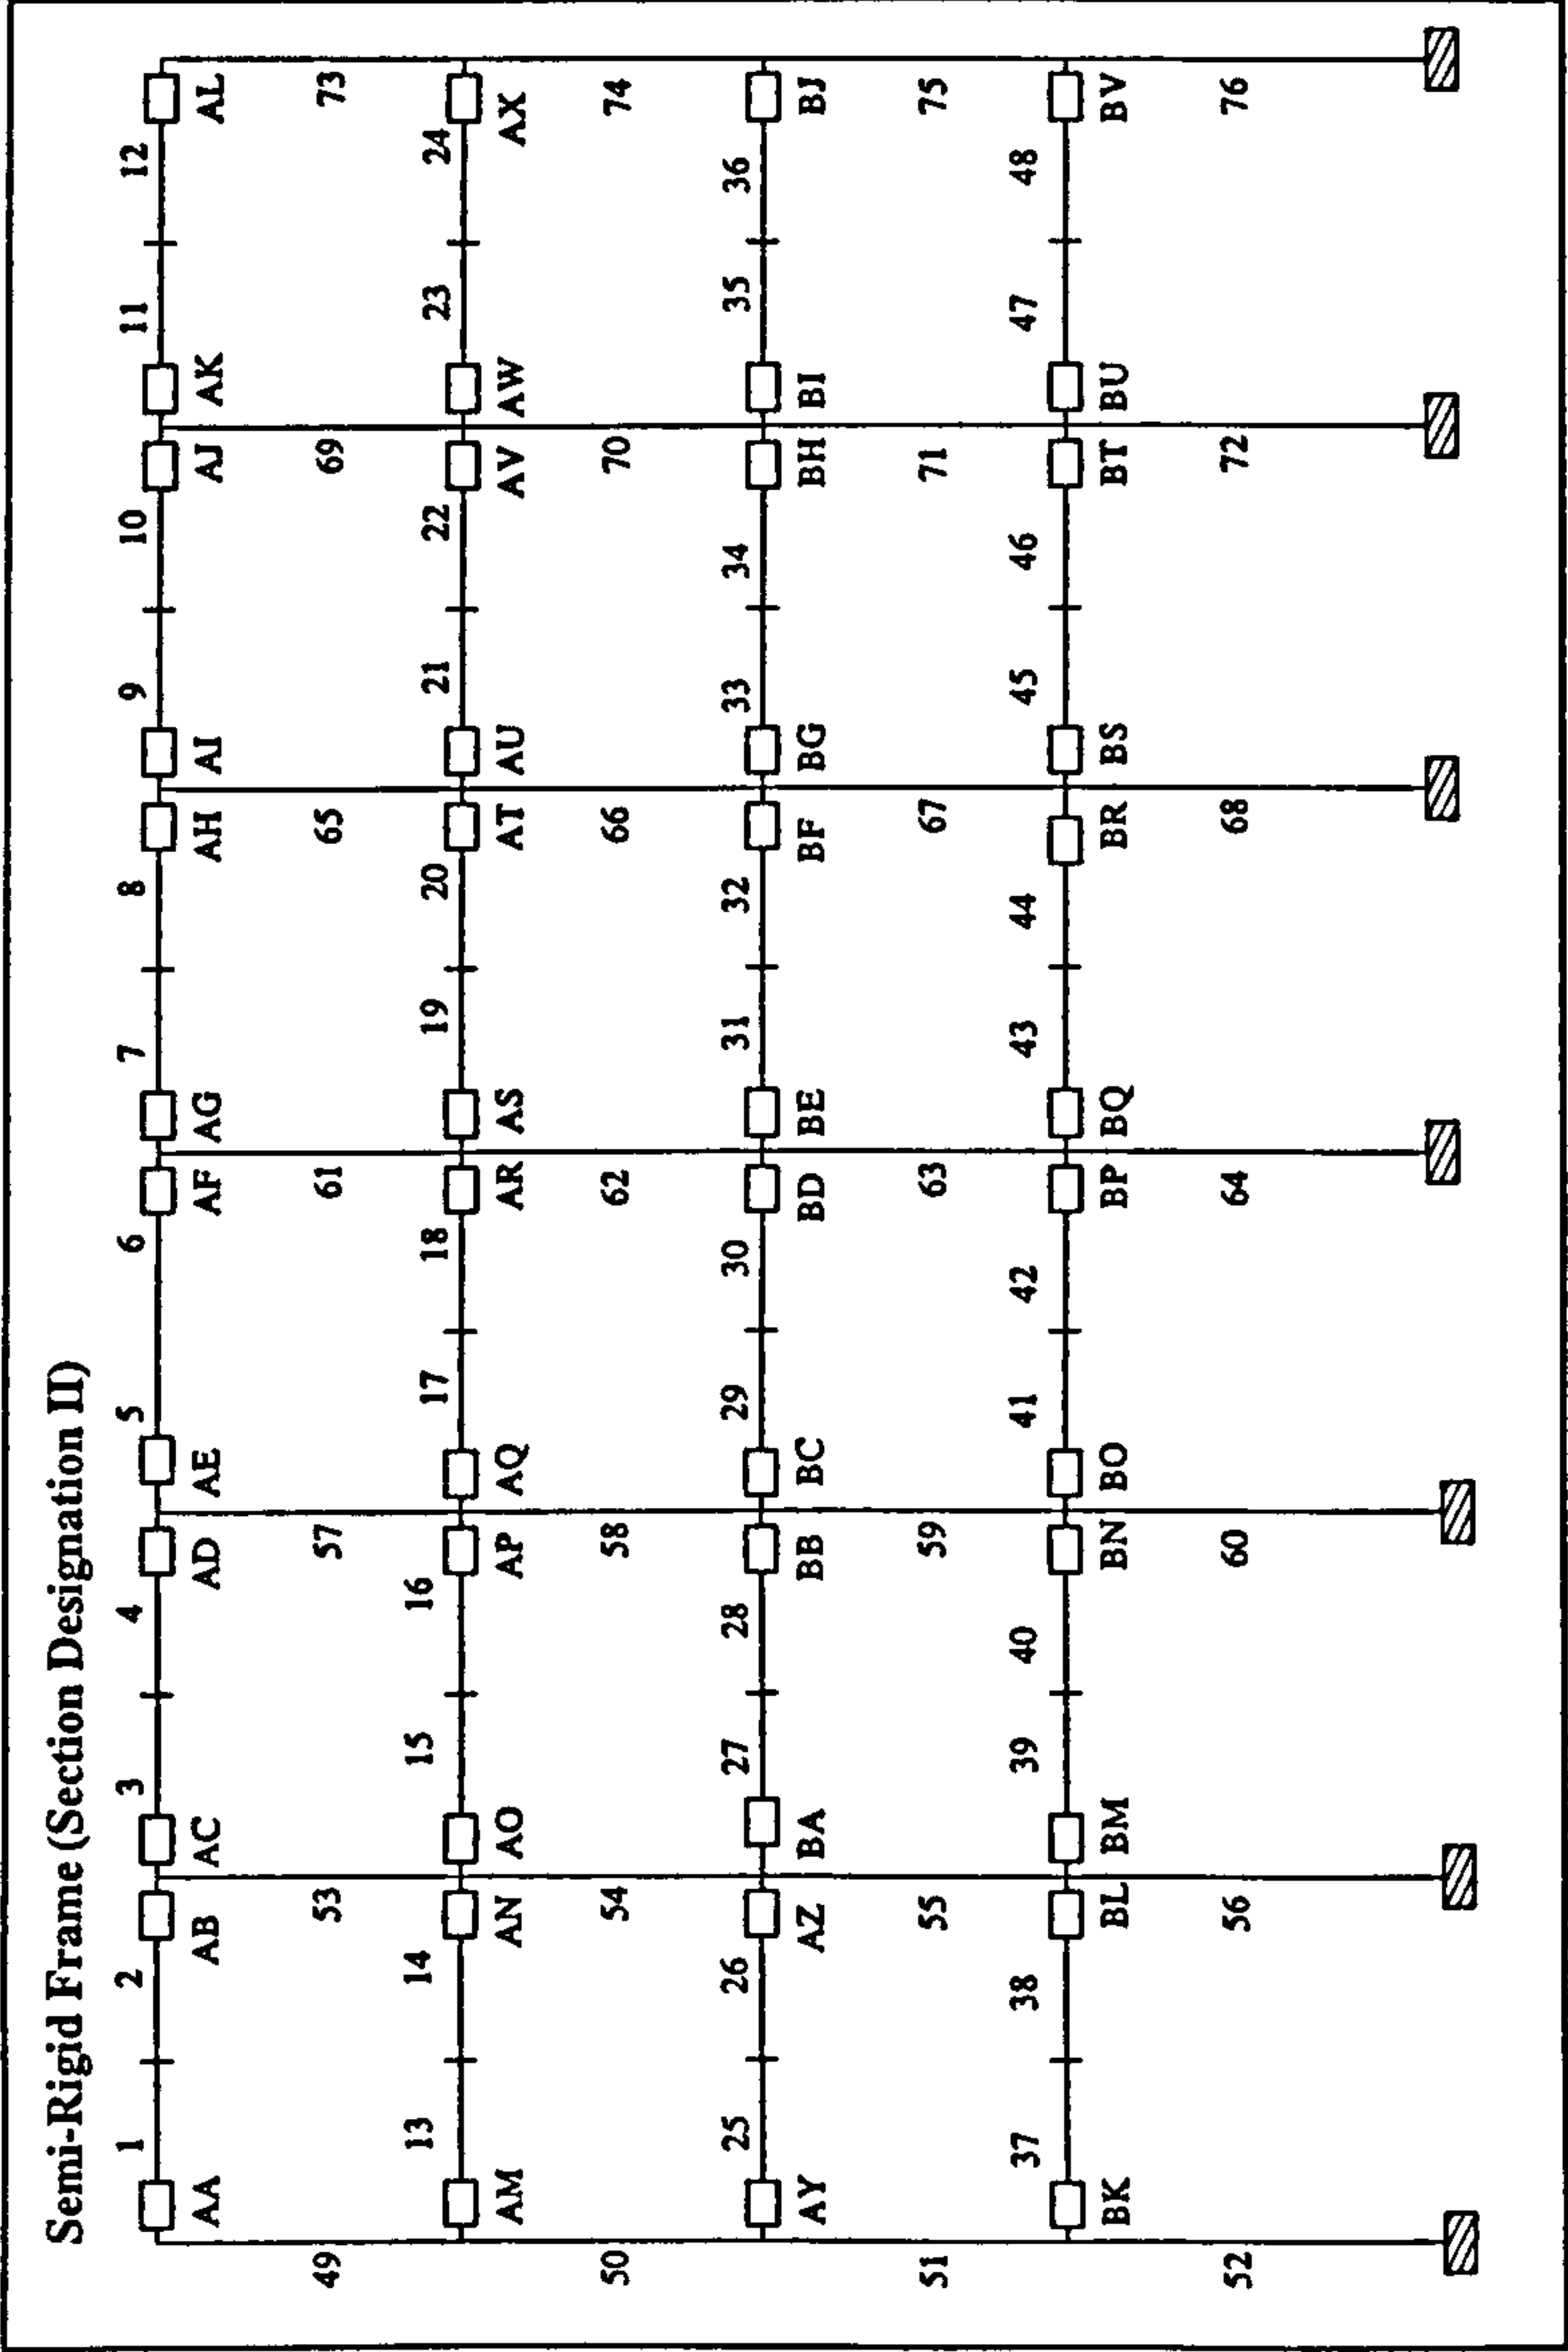 Semi-Rigid Frame (Section Designation II)
1 2 3 4 5 6 7 8 9 10 11 12
AA AB AC AD AE AF AG AH AI AJ AK AL
49 53 57 61 65 69 73
13 14 15 16 17 18 19 20 21 22 23 24
AM AN AO AP AQ AR AS AT AU AV AW AX
50 54 58 62 66 70 74
25 26 27 28 29 30 31 32 33 34 35 36
AY AZ BA BB BC BD BE BF BG BH BI BJ
51 55 59 63 67 71 75
37 38 39 40 41 42 43 44 45 46 47 48
BK BL BM BN BO BP BQ BR BS BT BU BV
52 56 60 64 68 72 76